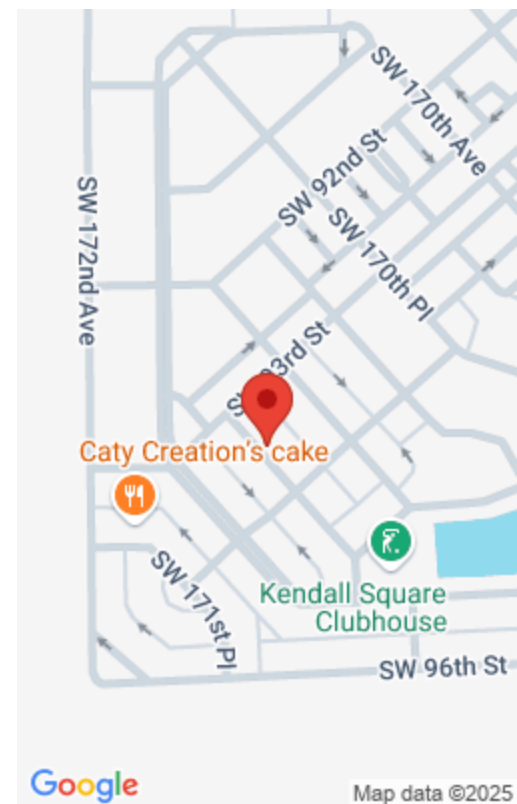 SW 170th Ave
SW 92nd St
SW 172nd Ave
SW 170th Pl
93rd St
Caty Creation's cake
Kendall Square
Clubhouse
SW 171st Pl
SW 96th St
Google
Map data ©2025